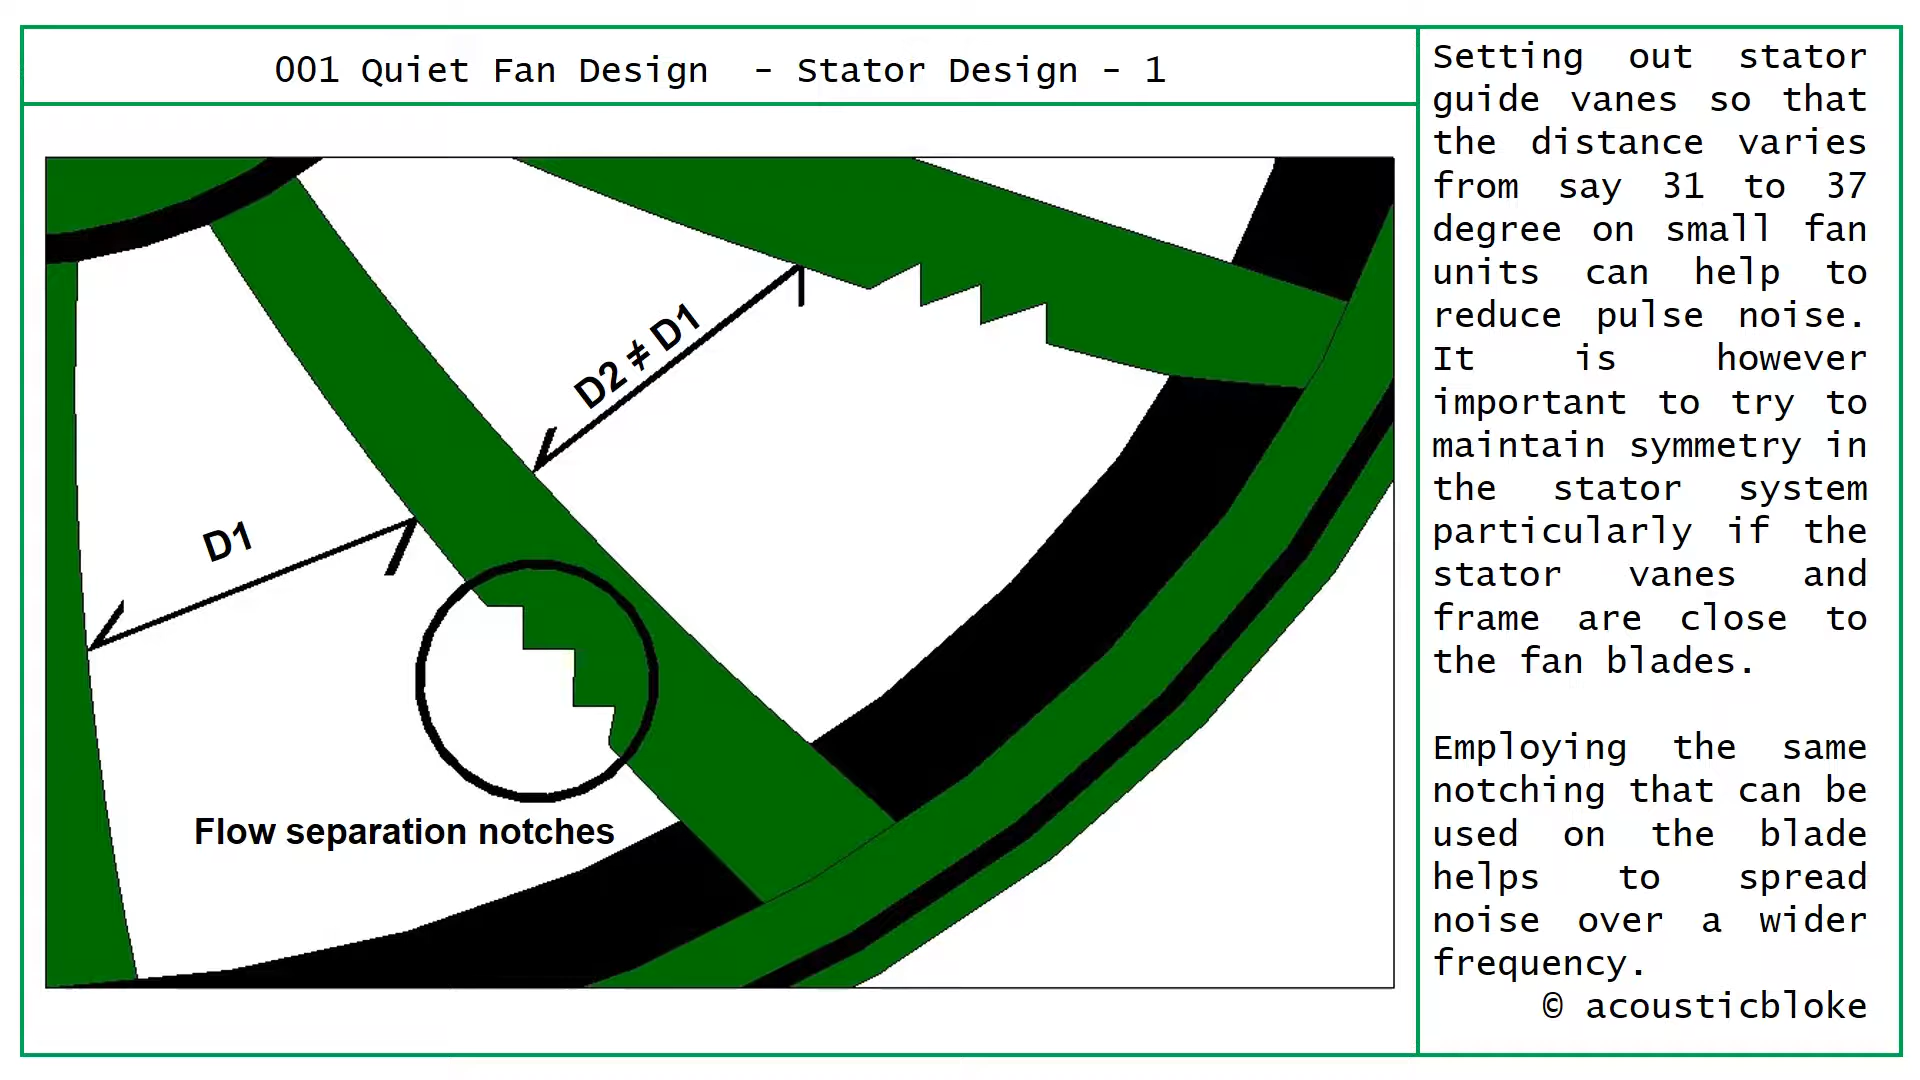 001 Quiet Fan Design - Stator Design - 1
D2 ≠ D1
D1
Flow separation notches
Setting out stator
guide vanes so that
the distance varies
from say 31 to 37
degree on small fan
units can help to
reduce pulse noise.
It is however
important to try to
maintain symmetry in
the stator system
particularly if the
stator vanes and
frame are close to
the fan blades.
Employing the same
notching that can be
used on the blade
helps to spread
noise over a wider
frequency.
© acousticbloke